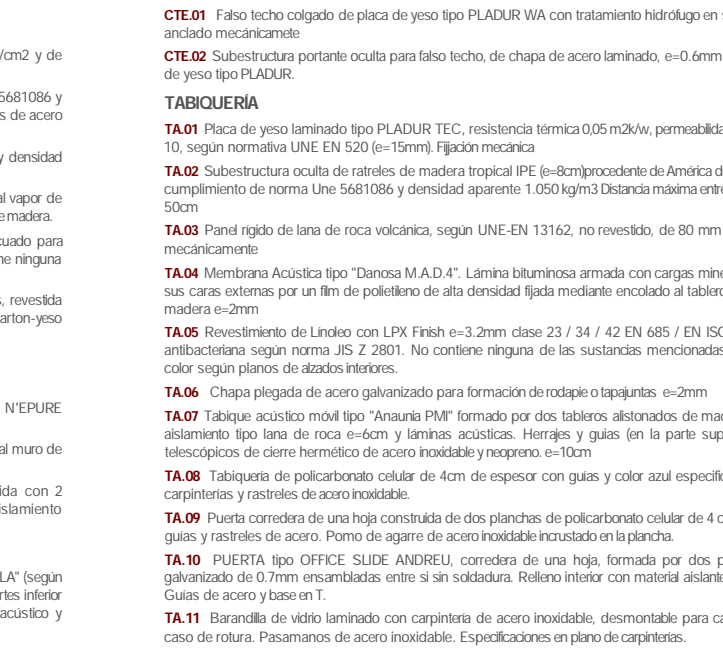 /cm2 y de
5681086 y
s de acero
y densidad
al vapor de
e madera.
cuado para
ne ninguna
, revestida
arton-yeso
N'EPURE
al muro de
ida con 2
islamiento
LA" (según
rtes inferior
acústico y
CTE.01 Falso techo colgado de placa de yeso tipo PLADUR WA con tratamiento hidrófugo en
anclado mecánicamete
CTE.02 Subestructura portante oculta para falso techo, de chapa de acero laminado, e=0.6mm
de yeso tipo PLADUR.
TABIQUERÍA
TA.01 Placa de yeso laminado tipo PLADUR TEC, resistencia térmica 0,05 m2k/w, permeabilida
10, según normativa UNE EN 520 (e=15mm). Fijjación mecánica
TA.02 Subestructura oculta de ratreles de madera tropical IPE (e=8cm)procedente de América d
cumplimiento de norma Une 5681086 y densidad aparente 1.050 kg/m3 Distancia máxima entre
50cm
TA.03 Panel rígido de lana de roca volcánica, según UNE-EN 13162, no revestido, de 80 mm
mecánicamente
TA.04 Membrana Acústica tipo "Danosa M.A.D.4". Lámina bituminosa armada con cargas mine
sus caras externas por un film de polietileno de alta densidad fijada mediante encolado al tablero
madera e=2mm
TA.05 Revestimiento de Línoleo con LPX Finish e=3.2mm clase 23 / 34 / 42 EN 685 / EN ISO
antibacteriana según norma JIS Z 2801. No contiene ninguna de las sustancias mencionadas
color según planos de alzados interiores.
TA.06 Chapa plegada de acero galvanizado para formación de rodapie o tapajuntas e=2mm
TA.07 Tabique acústico móvil tipo "Anaunia PMI" formado por dos tableros alistonados de mad
aislamiento tipo lana de roca e=6cm y láminas acústicas. Herrajes y guias (en la parte sup
telescópicos de cierre hermético de acero inoxidable y neopreno. e=10cm
TA.08 Tabiquería de policarbonato celular de 4cm de espesor con guías y color azul especific
carpinterías y rastreles de acero inoxidable.
TA.09 Puerta corredera de una hoja construida de dos planchas de policarbonato celular de 4 c
guías y rastreles de acero. Pomo de agarre de acero inoxidable incrustado en la plancha.
TA.10 PUERTA tipo OFFICE SLIDE ANDREU, corredera de una hoja, formada por dos p
galvanizado de 0.7mm ensambladas entre si sin soldadura. Relleno interior con material aislante
Guías de acero y base en T.
TA.11 Barandilla de vidrio laminado con carpintería de acero inoxidable, desmontable para ca
caso de rotura. Pasamanos de acero inoxidable. Especificaciones en plano de carpinterías.